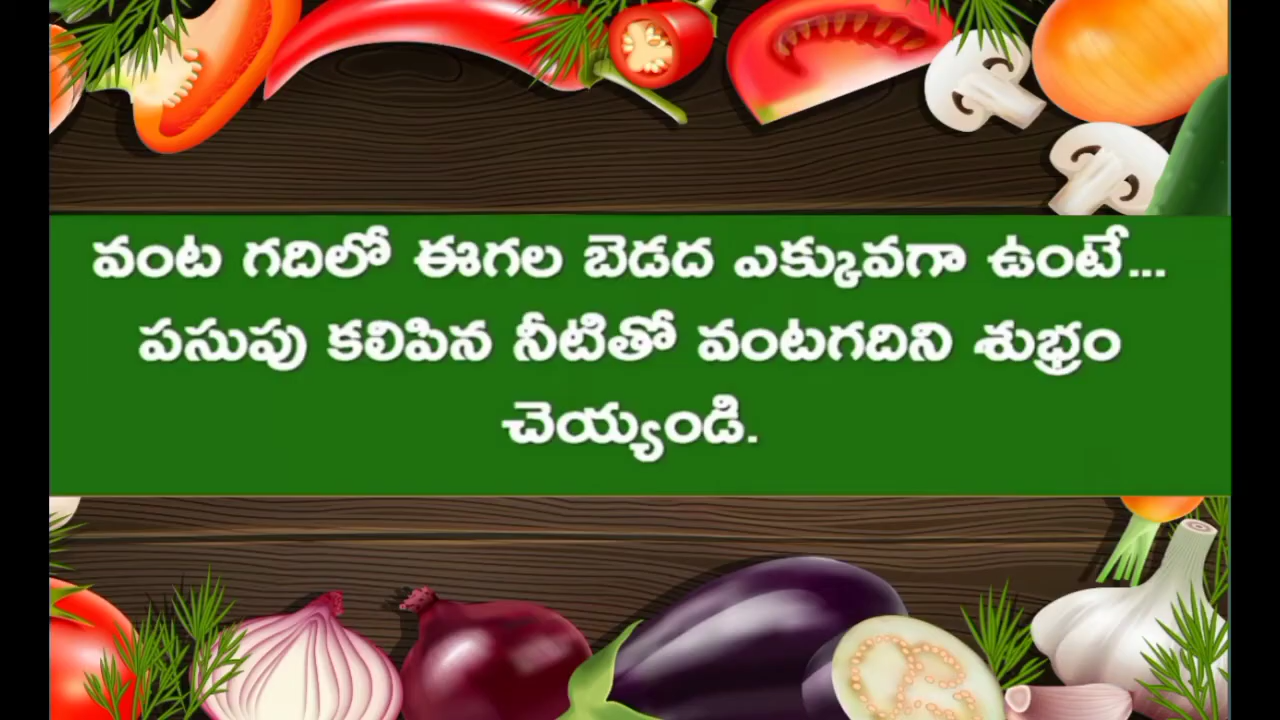 వంట గదిలో ఈగల బెడద ఎక్కువగా ఉంటే...
పసుపు కలిపిన నీటితో వంటగదిని శుభ్రం
చెయ్యండి.